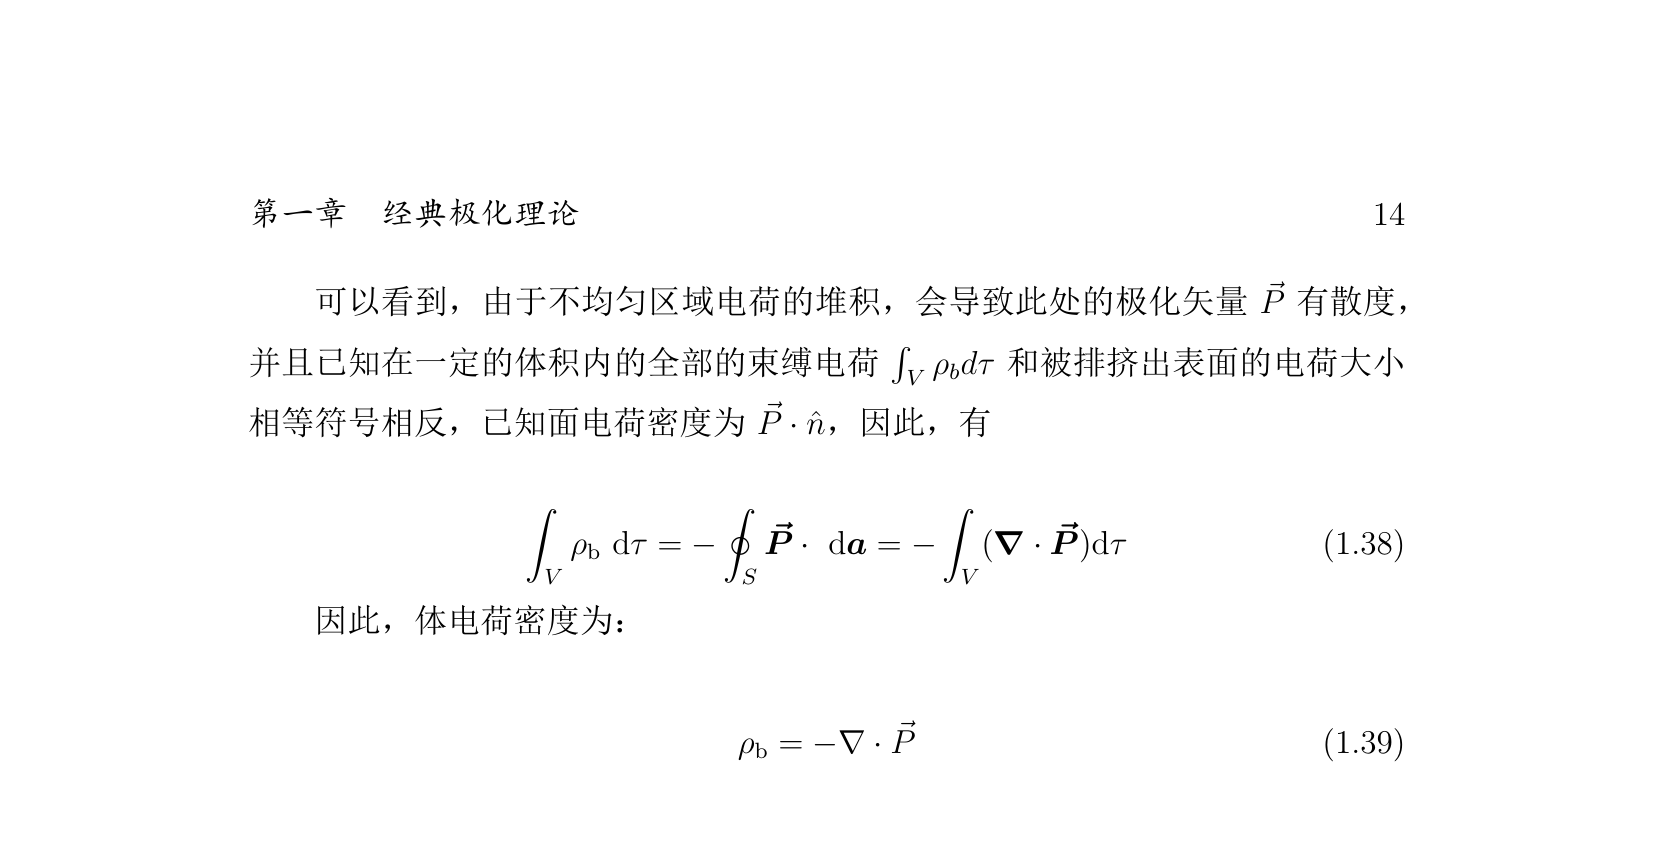 第一章 经典极化理论 14
可以看到，由于不均匀区域电荷的堆积，会导致此处的极化矢量 $\vec{P}$ 有散度，
并且已知在一定的体积内的全部的束缚电荷 $\int_V \rho_b d\tau$ 和被排挤出表面的电荷大小
相等符号相反，已知面电荷密度为 $\vec{P} \cdot \hat{n}$，因此，有
$\int_V \rho_{\mathrm{b}} \ \mathrm{d}\tau = -\oint_S \vec{\boldsymbol{P}} \cdot \ \mathrm{d}\boldsymbol{a} = -\int_V (\boldsymbol{\nabla} \cdot \vec{\boldsymbol{P}}) \mathrm{d}\tau$ (1.38)
因此，体电荷密度为：
$\rho_{\mathrm{b}} = -\nabla \cdot \vec{P}$ (1.39)